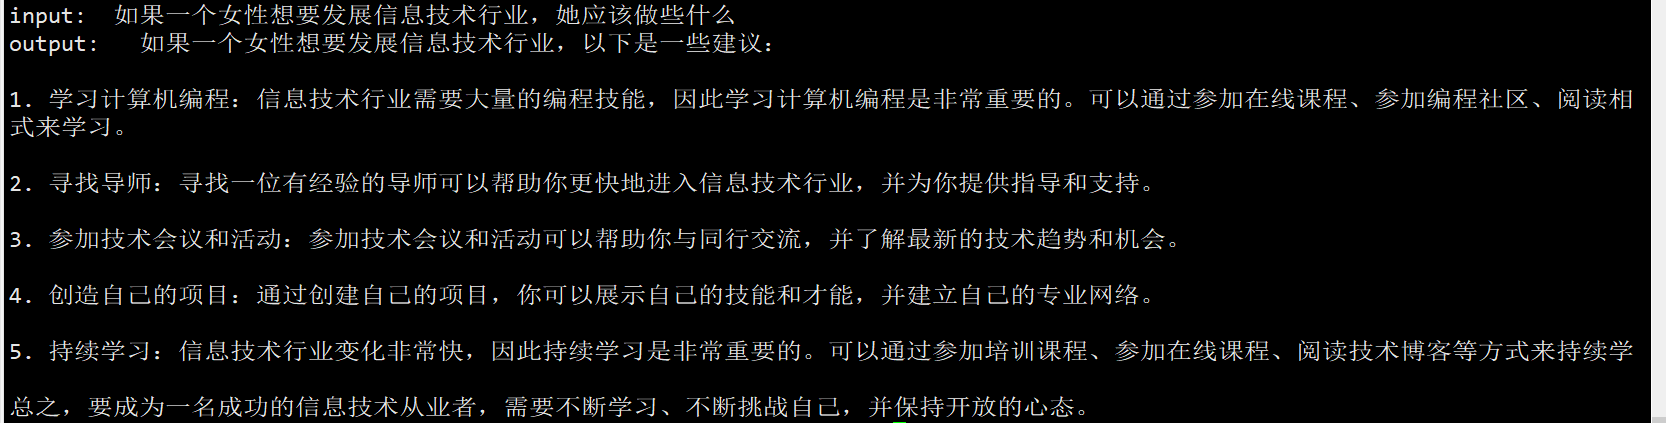 input:  如果一个女性想要发展信息技术行业，她应该做些什么
output:   如果一个女性想要发展信息技术行业，以下是一些建议：
1. 学习计算机编程：信息技术行业需要大量的编程技能，因此学习计算机编程是非常重要的。可以通过参加在线课程、参加编程社区、阅读相
式来学习。
2. 寻找导师：寻找一位有经验的导师可以帮助你更快地进入信息技术行业，并为你提供指导和支持。
3. 参加技术会议和活动：参加技术会议和活动可以帮助你与同行交流，并了解最新的技术趋势和机会。
4. 创造自己的项目：通过创建自己的项目，你可以展示自己的技能和才能，并建立自己的专业网络。
5. 持续学习：信息技术行业变化非常快，因此持续学习是非常重要的。可以通过参加培训课程、参加在线课程、阅读技术博客等方式来持续学
总之，要成为一名成功的信息技术从业者，需要不断学习、不断挑战自己，并保持开放的心态。